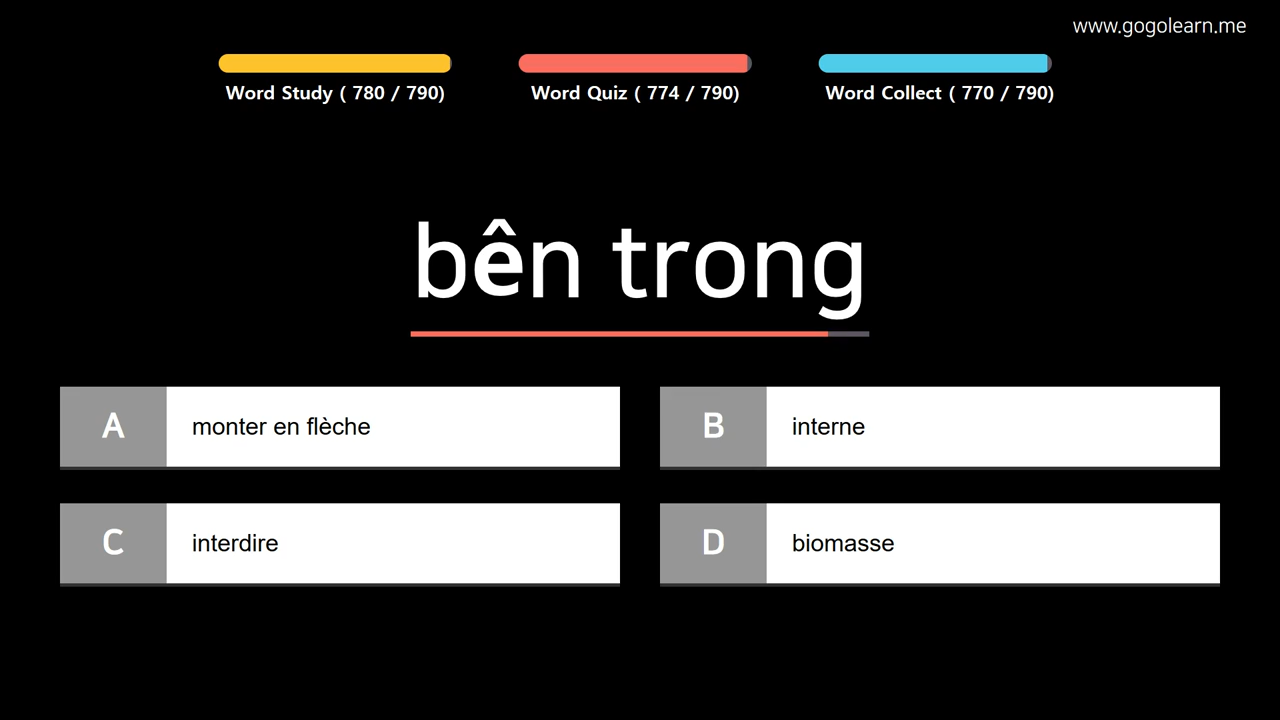 www.gogolearn.me
Word Study ( 780 / 790)
Word Quiz ( 774 / 790)
Word Collect ( 770 / 790)
bên trong
A monter en flèche
B interne
C interdire
D biomasse